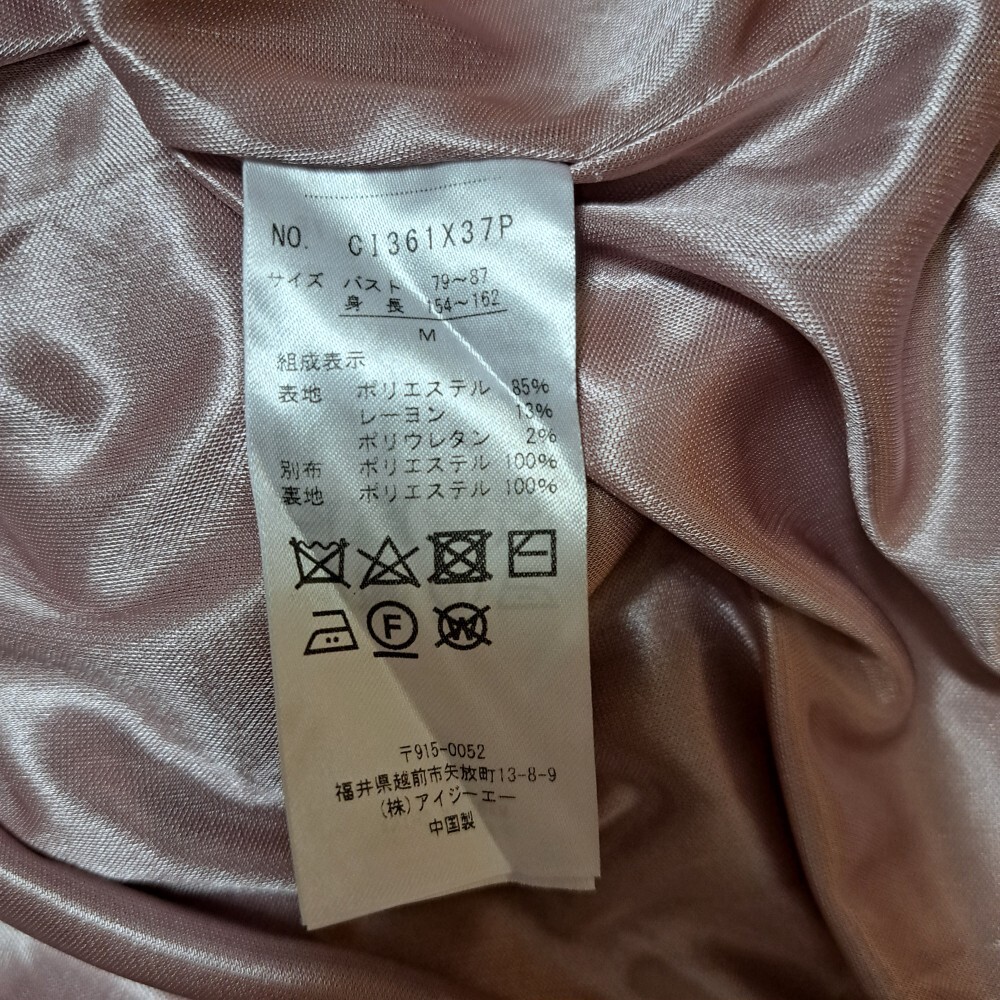 NO. CI361X37P
サイズ バスト 79～87
身長 154～162
M
組成表示
表地 ポリエステル 85%
レーヨン 13%
ポリウレタン 2%
別布 ポリエステル 100%
裏地 ポリエステル 100%
F W
〒915-0052
福井県越前市矢放町13-8-9
(株)アイジーエー
中国製